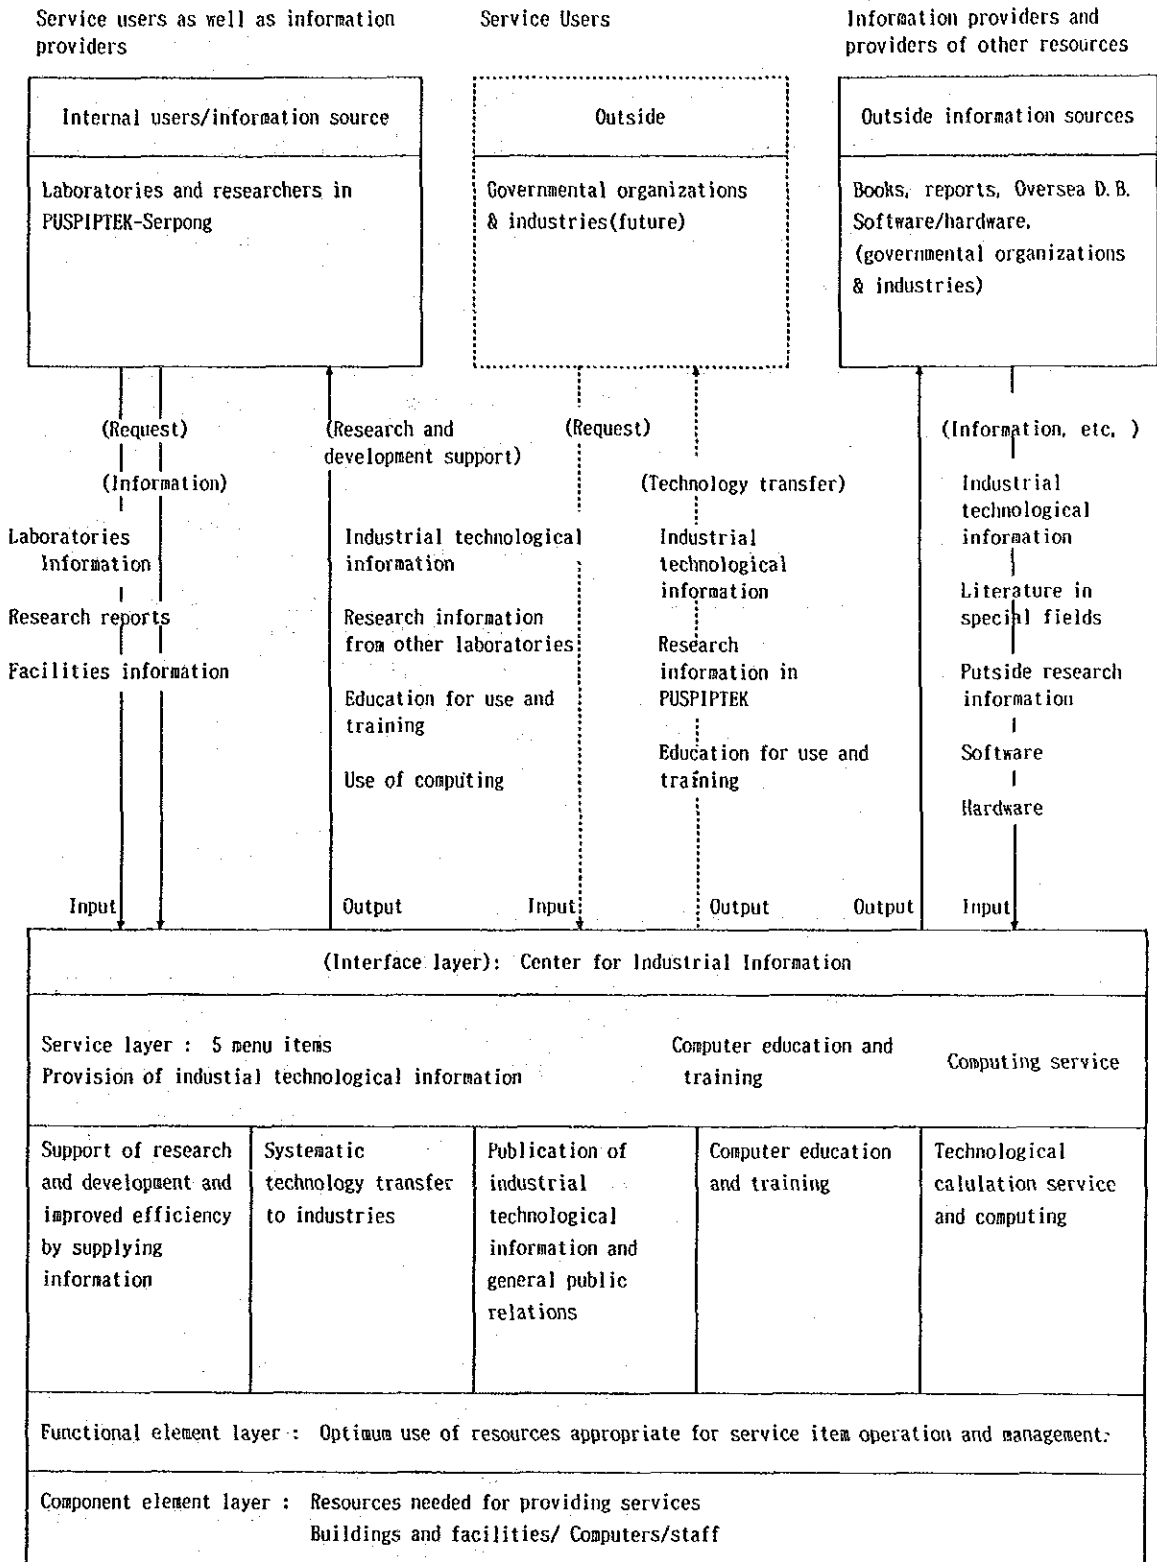 Service users as well as information
providers
Service Users
Information providers and
providers of other resources
Internal users/information source
Laboratories and researchers in
PUSPIPTEK-Serpong
Outside
Governmental organizations
& industries(future)
Outside information sources
Books, reports, Oversea D.B.
Software/hardware,
(governmental organizations
& industries)
(Request)
(Information)
Laboratories
Information
Research reports
Facilities information
(Research and
development support)
Industrial technological
information
Research information
from other laboratories
Education for use and
training
Use of computing
(Request)
(Technology transfer)
Industrial
technological
information
Research
information in
PUSPIPTEK
Education for use and
training
(Information, etc, )
Industrial
technological
information
Literature in
special fields
Putside research
information
Software
Hardware
Input
Output
Input
Output
Output
Input
(Interface layer): Center for Industrial Information
Service layer : 5 menu items
Provision of industial technological information
Computer education and
training
Computing service
Support of research
and development and
improved efficiency
by supplying
information
Systematic
technology transfer
to industries
Publication of
industrial
technological
information and
general public
relations
Computer education
and training
Technological
calulation service
and computing
Functional element layer : Optimum use of resources appropriate for service item operation and management.
Component element layer : Resources needed for providing services
Buildings and facilities/ Computers/staff